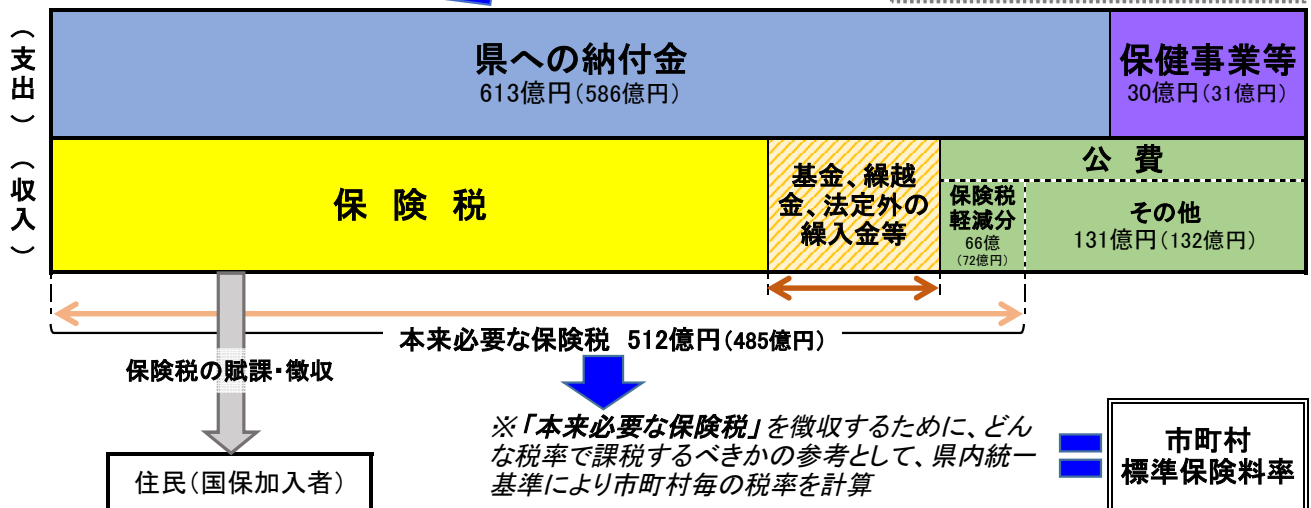 （支出）
県への納付金
613億円（586億円）
保健事業等
30億円（31億円）
（収入）
保険税
基金、繰越
金、法定外の
繰入金等
公費
保険税
軽減分
66億
（72億円）
その他
131億円（132億円）
本来必要な保険税 512億円（485億円）
保険税の賦課・徴収
住民（国保加入者）
※「本来必要な保険税」を徴収するために、どん
な税率で課税するべきかの参考として、県内統一
基準により市町村毎の税率を計算
市町村
標準保険料率